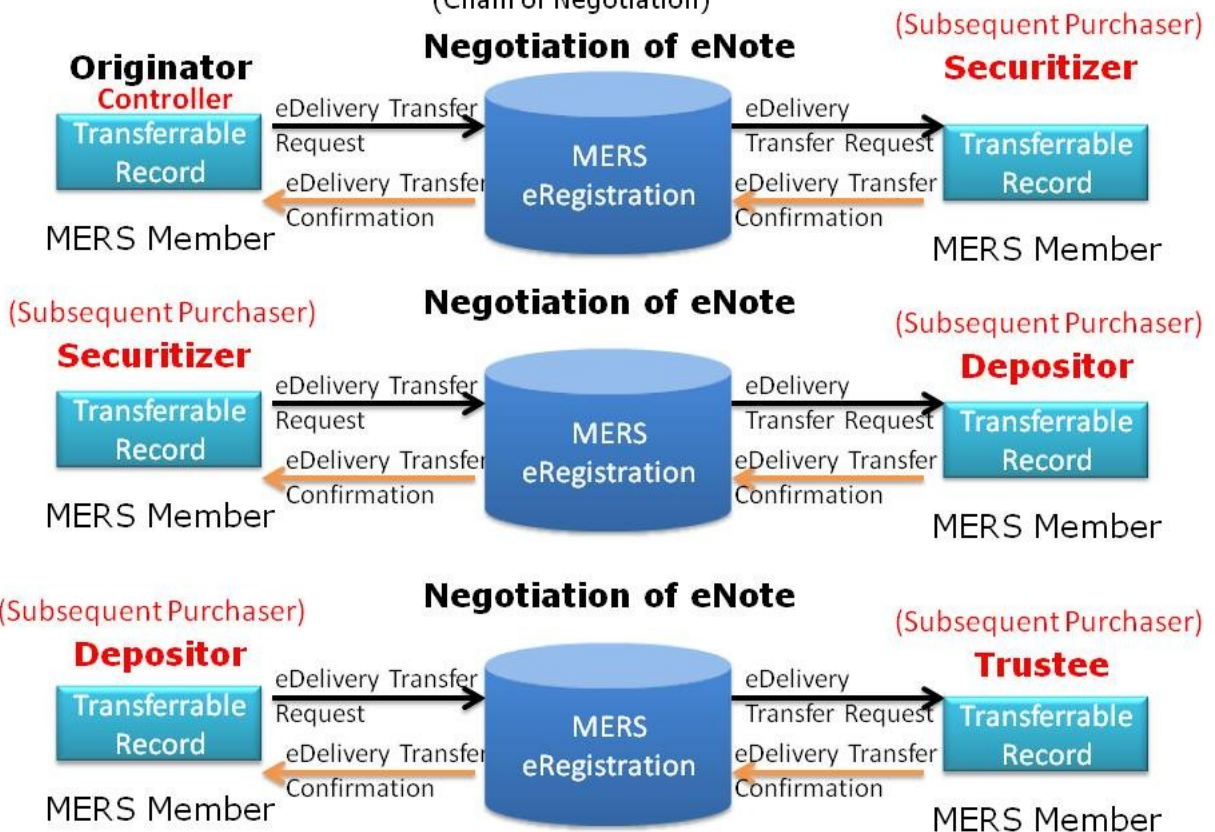 (Chain of Negotiation)
Negotiation of eNote
(Subsequent Purchaser)
Securitizer
Originator
Controller
Transferrable
Record
MERS Member
eDelivery Transfer
Request
eDelivery Transfer
Confirmation
MERS
eRegistration
eDelivery
Transfer Request
eDelivery Transfer
Confirmation
Transferrable
Record
MERS Member
Negotiation of eNote
(Subsequent Purchaser)
Securitizer
Transferrable
Record
MERS Member
eDelivery Transfer
Request
eDelivery Transfer
Confirmation
MERS
eRegistration
eDelivery
Transfer Request
eDelivery Transfer
Confirmation
(Subsequent Purchaser)
Depositor
Transferrable
Record
MERS Member
Negotiation of eNote
(Subsequent Purchaser)
Depositor
Transferrable
Record
MERS Member
eDelivery Transfer
Request
eDelivery Transfer
Confirmation
MERS
eRegistration
eDelivery
Transfer Request
eDelivery Transfer
Confirmation
(Subsequent Purchaser)
Trustee
Transferrable
Record
MERS Member